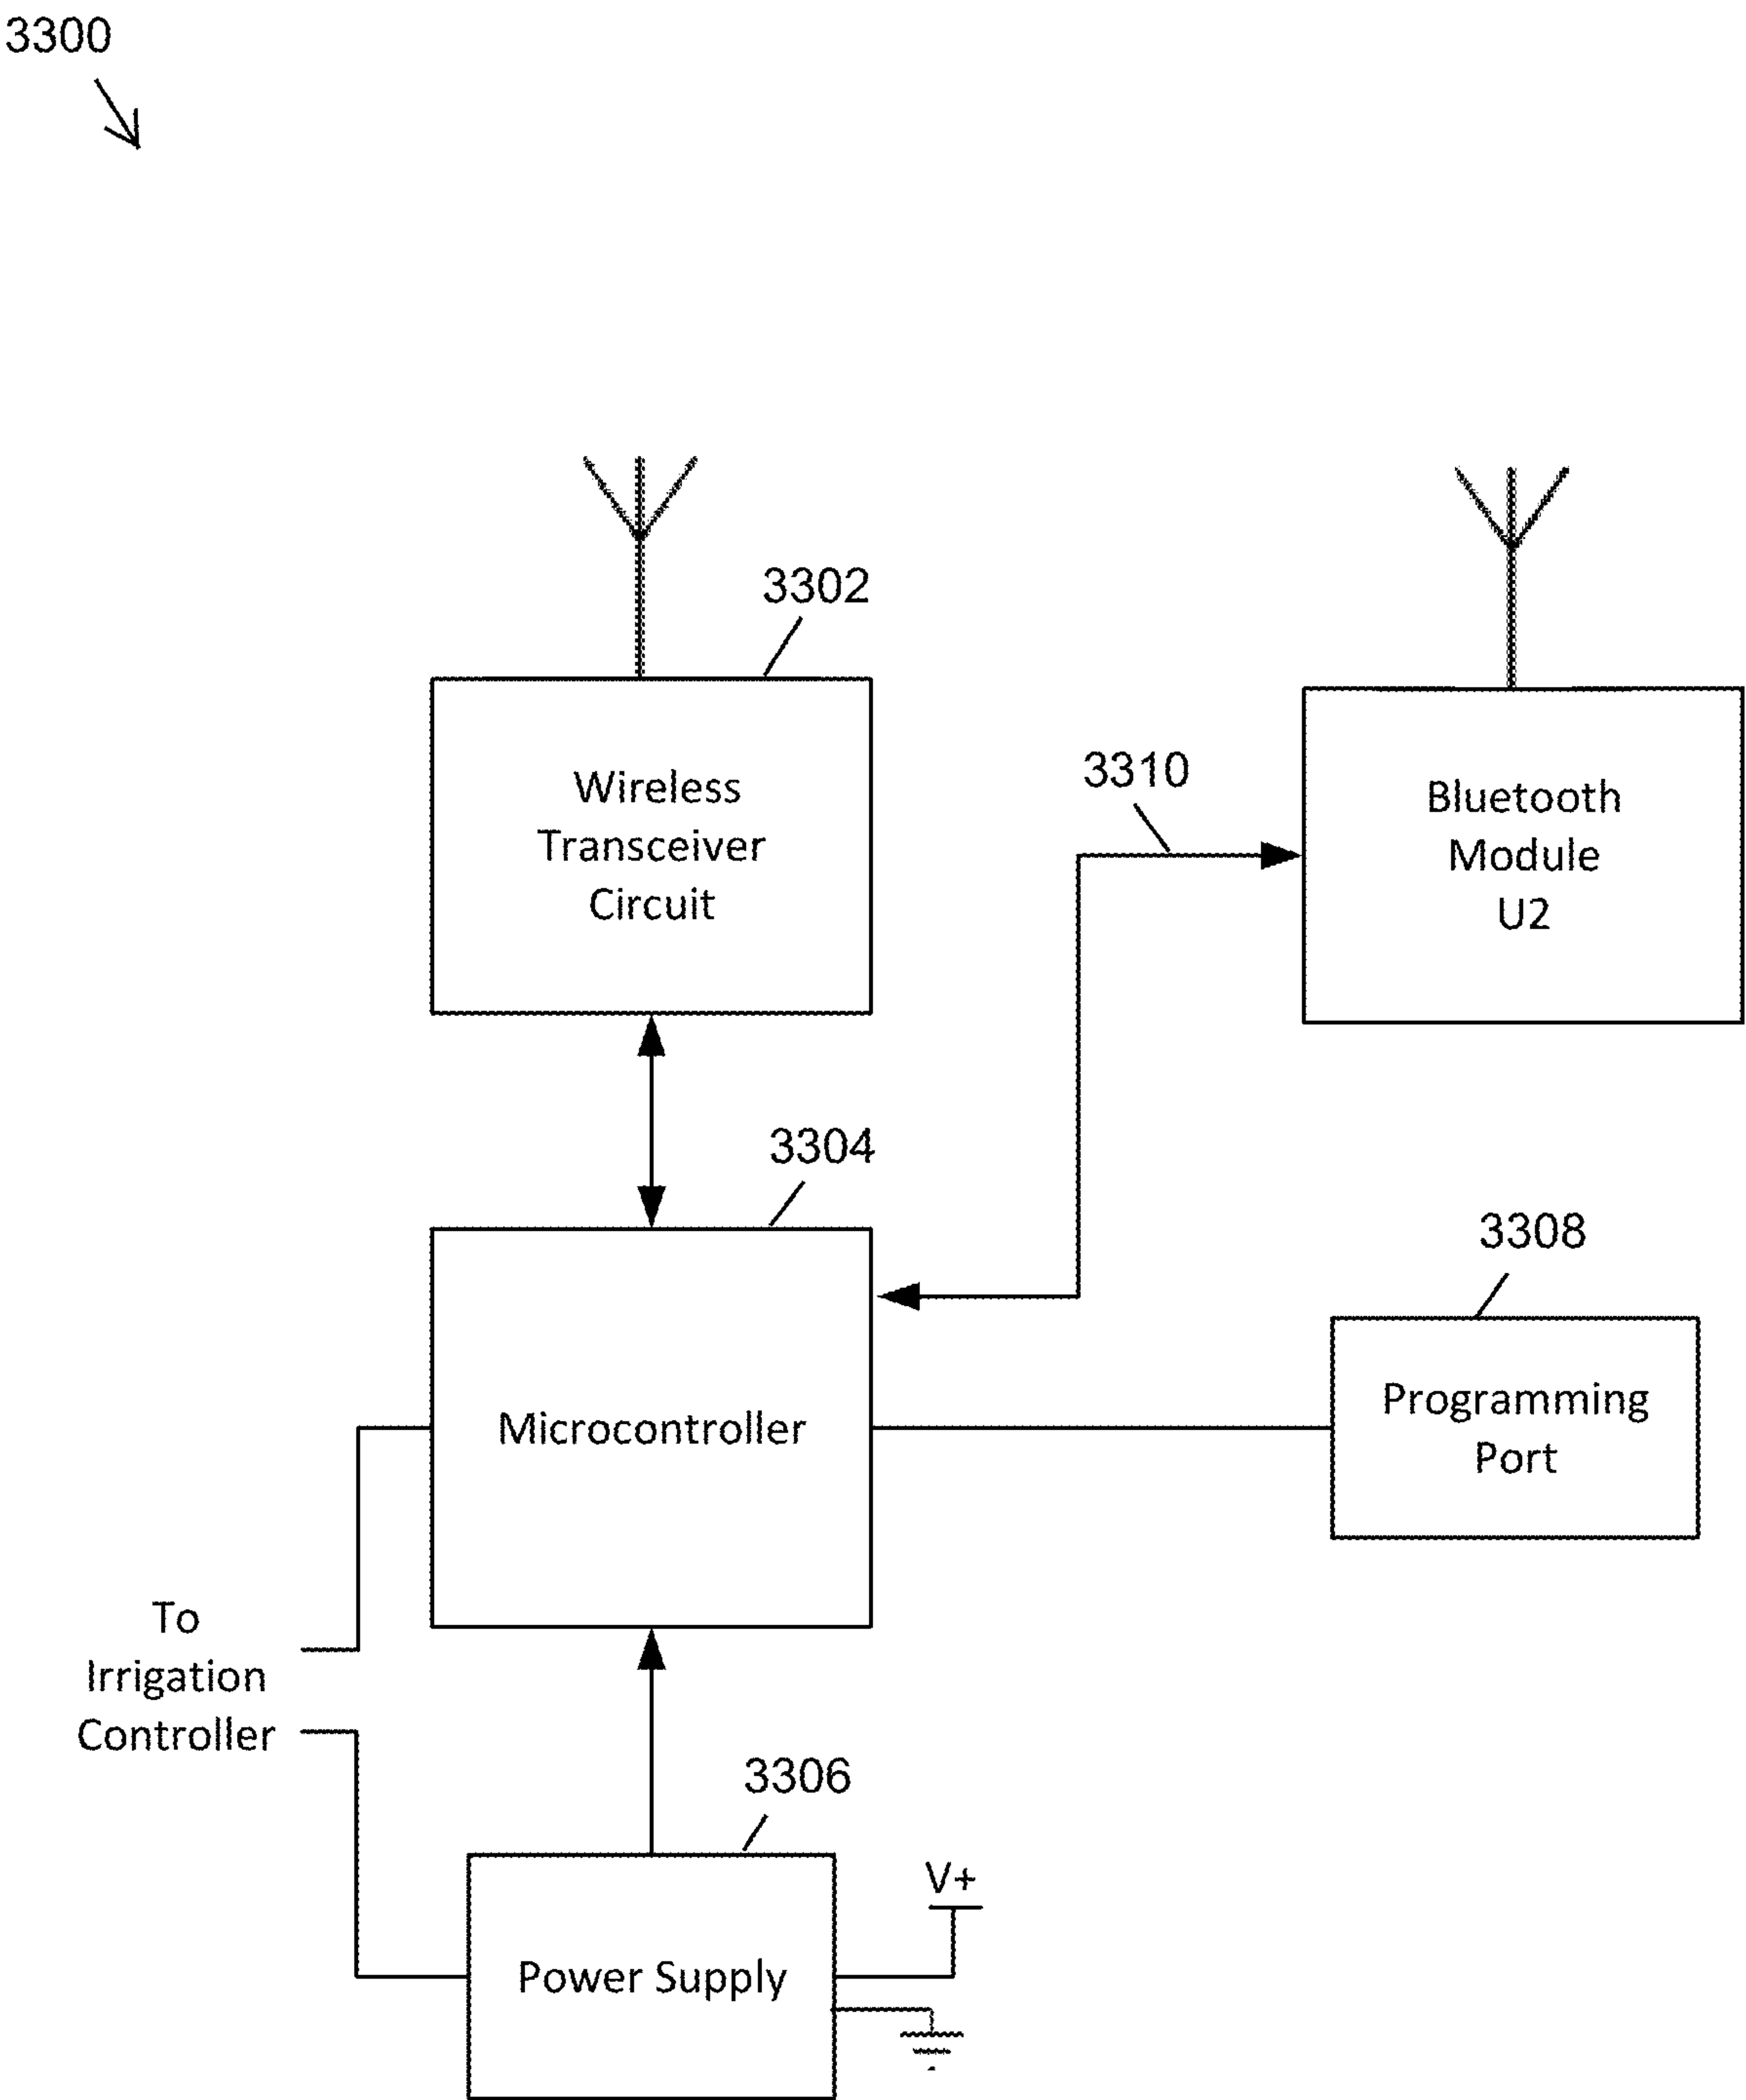 3300
3302
Wireless
Transceiver
Circuit
3310
Bluetooth
Module
U2
3304
Microcontroller
3308
Programming
Port
To
Irrigation
Controller
3306
V+
Power Supply